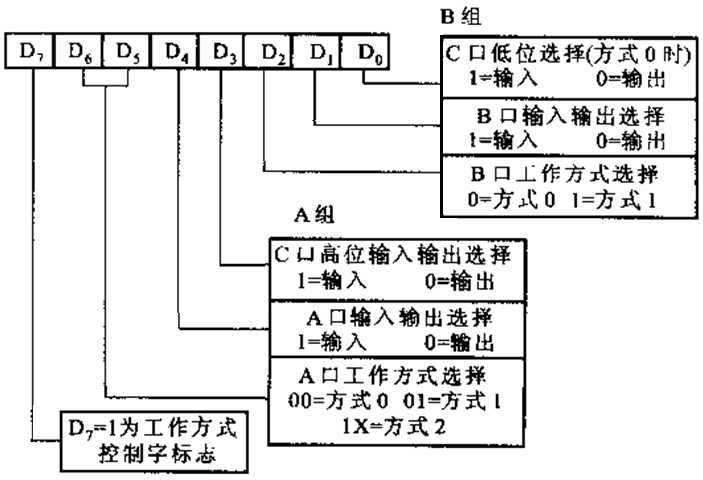 B组
D7 D6 D5 D4 D3 D2 D1 D0
C口低位选择(方式0时)
1=输入 0=输出
B口输入输出选择
1=输入 0=输出
B口工作方式选择
0=方式0 1=方式1
A组
C口高位输入输出选择
1=输入 0=输出
A口输入输出选择
1=输入 0=输出
A口工作方式选择
00=方式0 01=方式1
1X=方式2
D7=1为工作方式
控制字标志